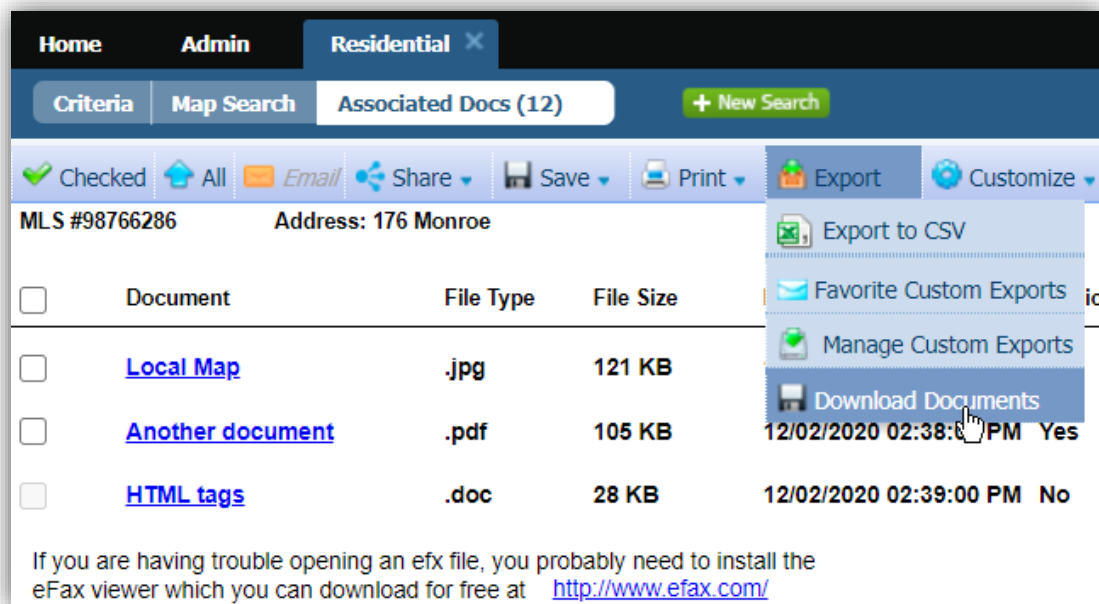 Home Admin Residential
Criteria Map Search Associated Docs (12) + New Search
Checked All Email Share Save Print Export Customize
MLS #98766286 Address: 176 Monroe
Export to CSV
Document File Type File Size
Favorite Custom Exports
Manage Custom Exports
Local Map .jpg 121 KB
Download Documents
Another document .pdf 105 KB 12/02/2020 02:38:00 PM Yes
HTML tags .doc 28 KB 12/02/2020 02:39:00 PM No
If you are having trouble opening an efx file, you probably need to install the
eFax viewer which you can download for free at http://www.efax.com/